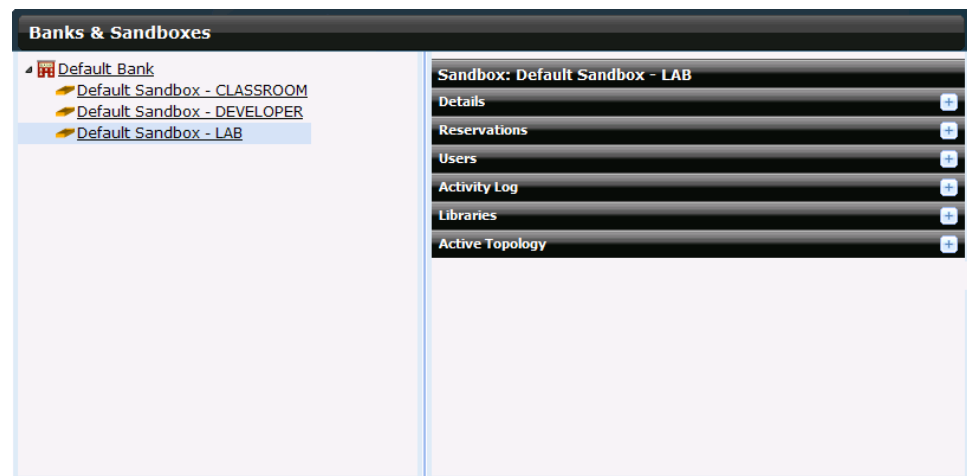 Banks & Sandboxes
Default Bank
Default Sandbox - CLASSROOM
Default Sandbox - DEVELOPER
Default Sandbox - LAB
Sandbox: Default Sandbox - LAB
Details
Reservations
Users
Activity Log
Libraries
Active Topology